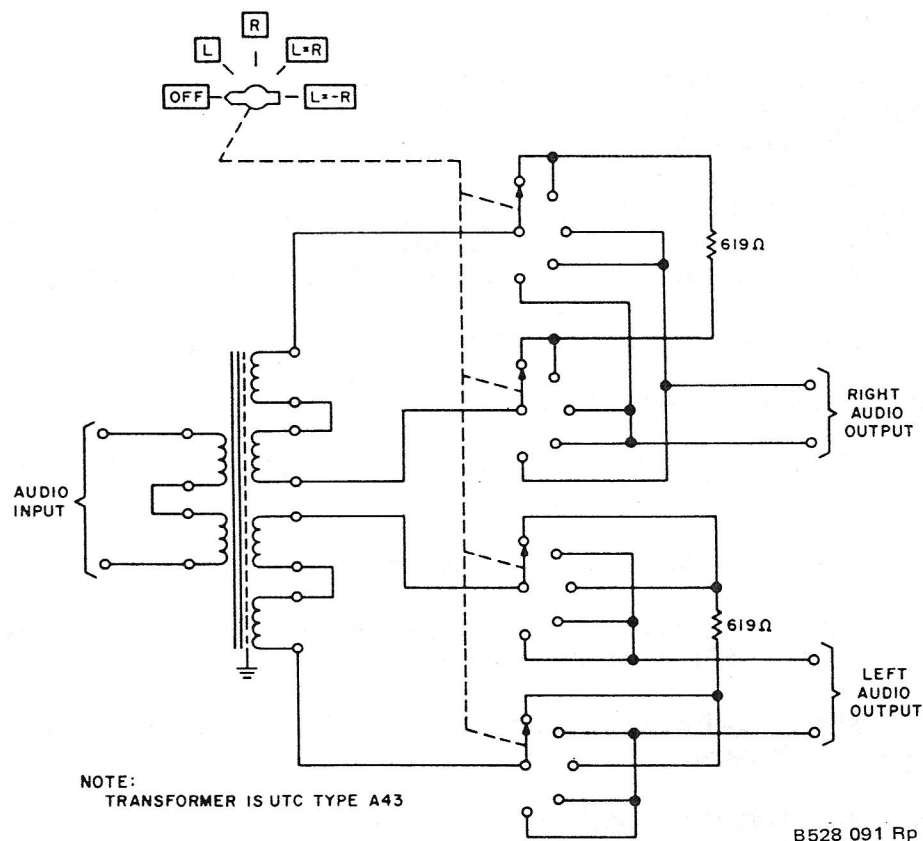 R
L
L=R
OFF
L=-R
619Ω
RIGHT
AUDIO
OUTPUT
AUDIO
INPUT
619Ω
LEFT
AUDIO
OUTPUT
NOTE:
TRANSFORMER IS UTC TYPE A43
B528 091 Rp